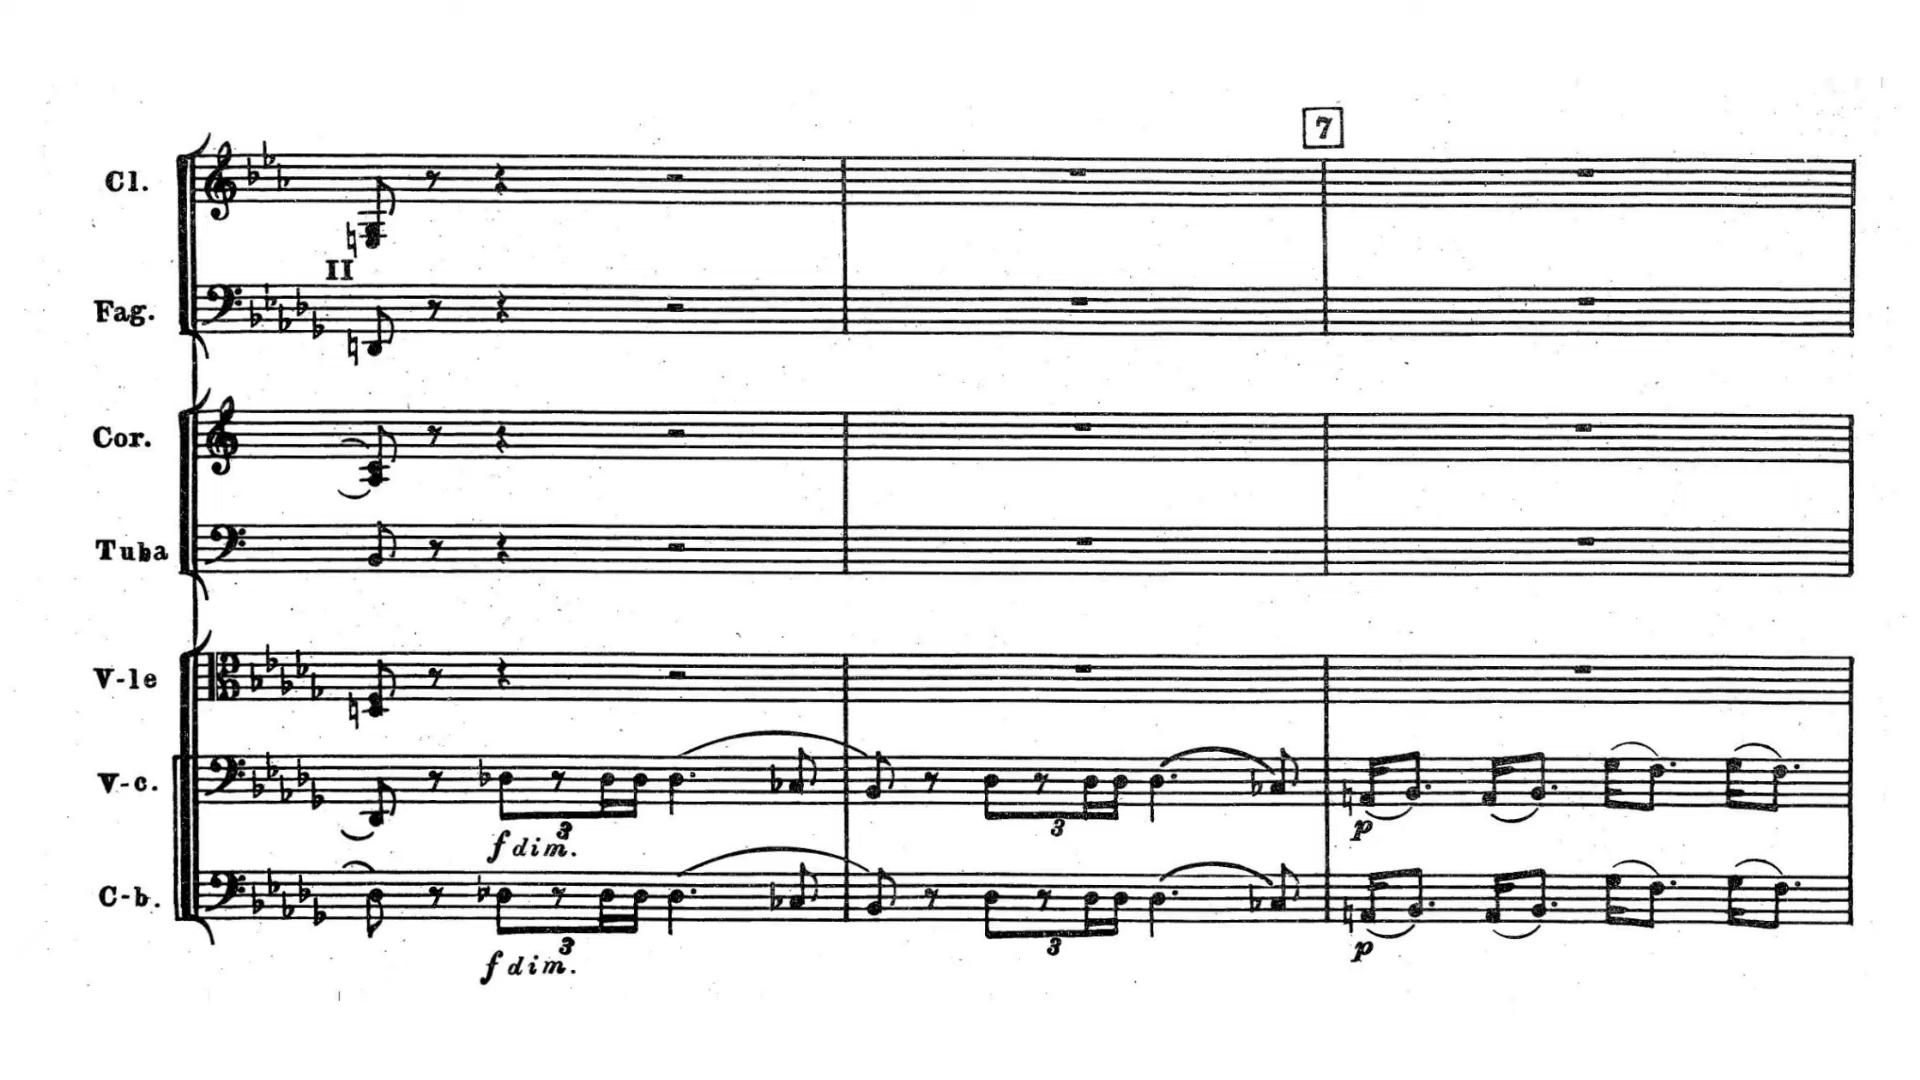 7
Cl.
II
Fag.
Cor.
Tuba
V-le
V-c.
3
3
f dim.
p
C-b.
3
3
f dim.
p